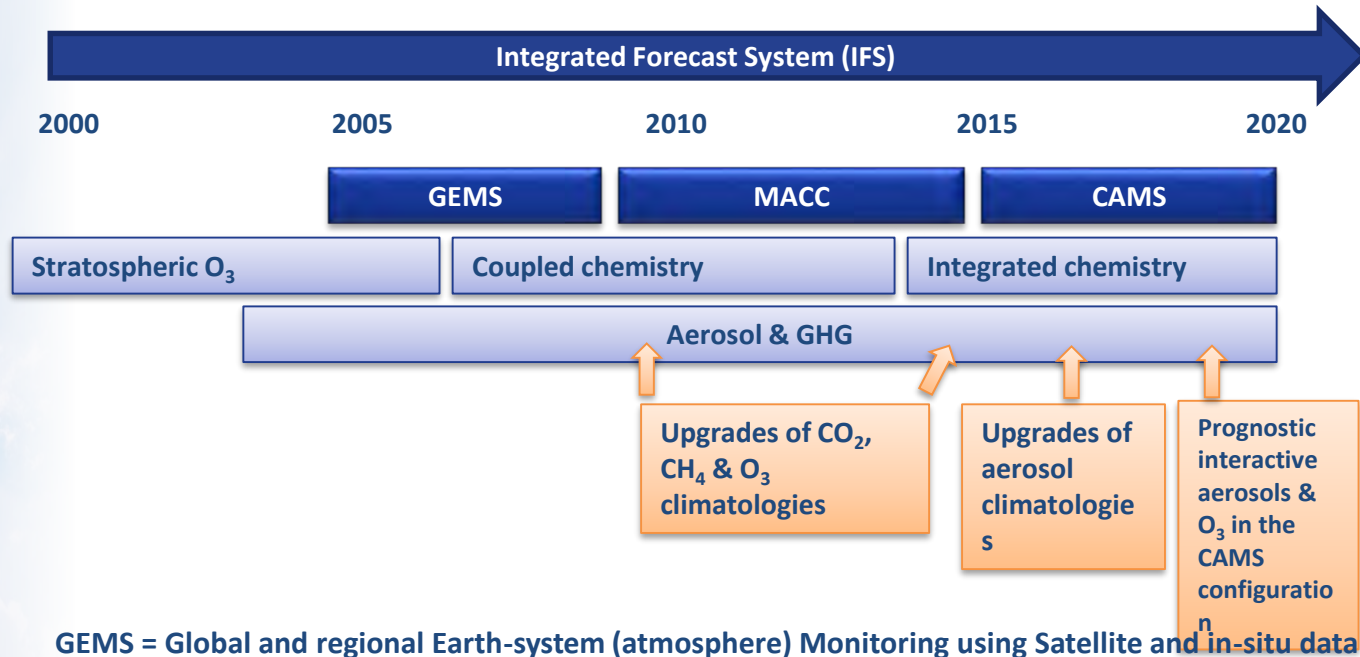 Integrated Forecast System (IFS)
2000 2005 2010 2015 2020
GEMS MACC CAMS
Stratospheric O₃ Coupled chemistry Integrated chemistry
Aerosol & GHG
Upgrades of CO₂,
CH₄ & O₃
climatologies
Upgrades of
aerosol
climatologie
s
Prognostic
interactive
aerosols &
O₃ in the
CAMS
configuratio
n
GEMS = Global and regional Earth-system (atmosphere) Monitoring using Satellite and in-situ data